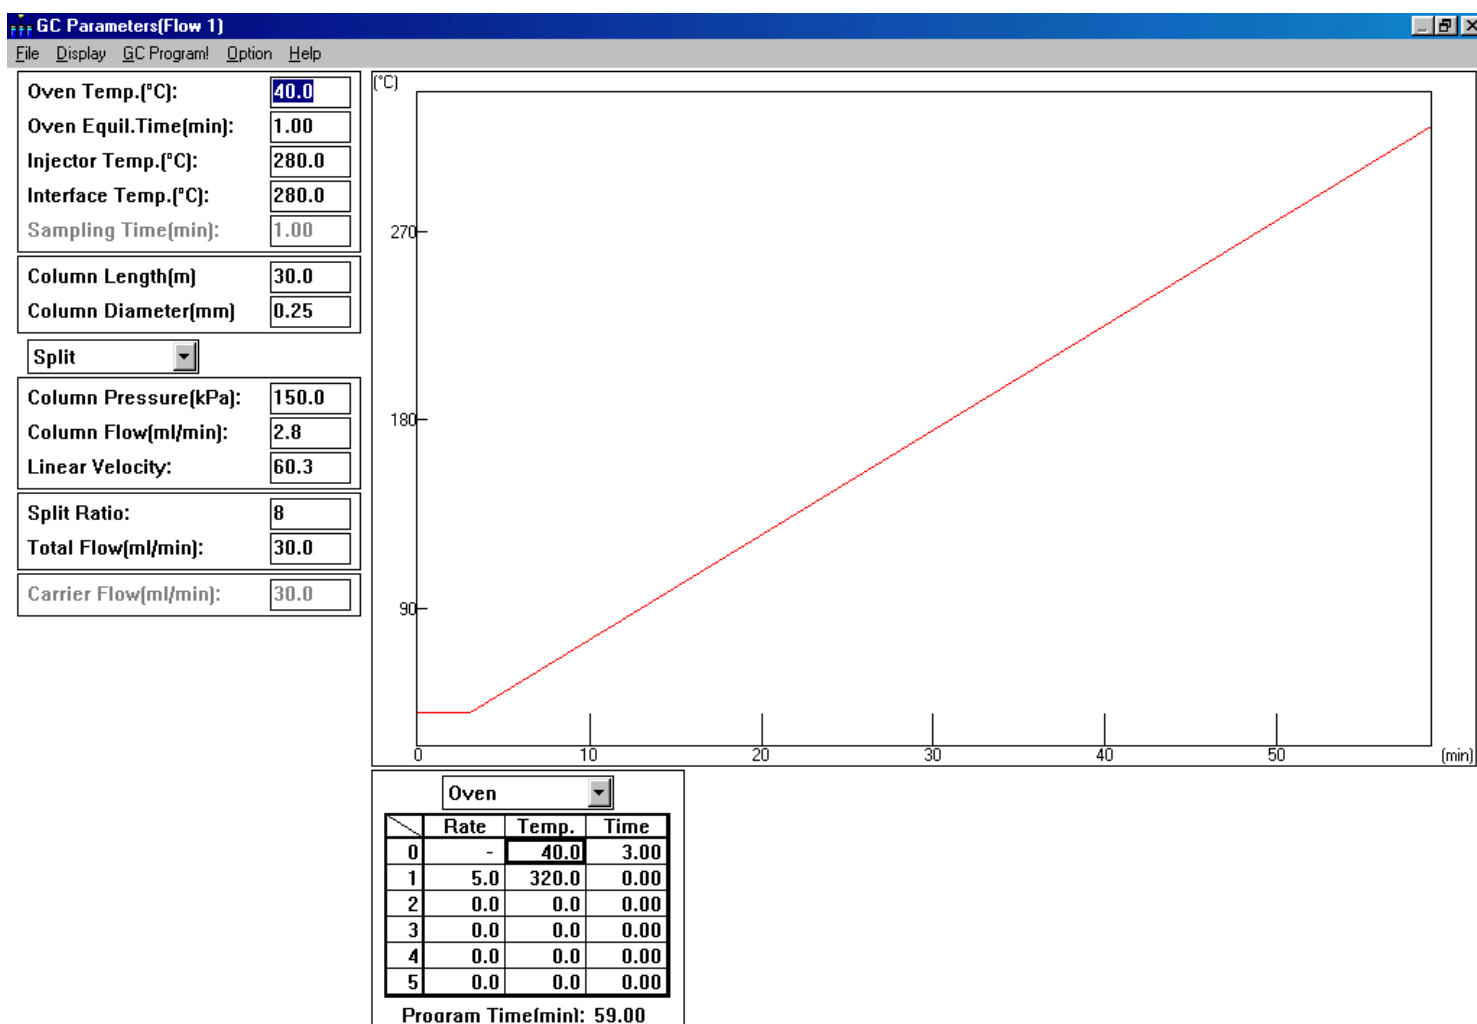 GC Parameters(Flow 1)
File Display GC Program! Option Help
Oven Temp.(°C): 40.0
Oven Equil.Time(min): 1.00
Injector Temp.(°C): 280.0
Interface Temp.(°C): 280.0
Sampling Time(min): 1.00
Column Length(m) 30.0
Column Diameter(mm) 0.25
Split
Column Pressure(kPa): 150.0
Column Flow(ml/min): 2.8
Linear Velocity: 60.3
Split Ratio: 8
Total Flow(ml/min): 30.0
Carrier Flow(ml/min): 30.0
(°C)
270
180
90
0 10 20 30 40 50 (min)
Oven
Rate Temp. Time
0 - 40.0 3.00
1 5.0 320.0 0.00
2 0.0 0.0 0.00
3 0.0 0.0 0.00
4 0.0 0.0 0.00
5 0.0 0.0 0.00
Program Time(min): 59.00